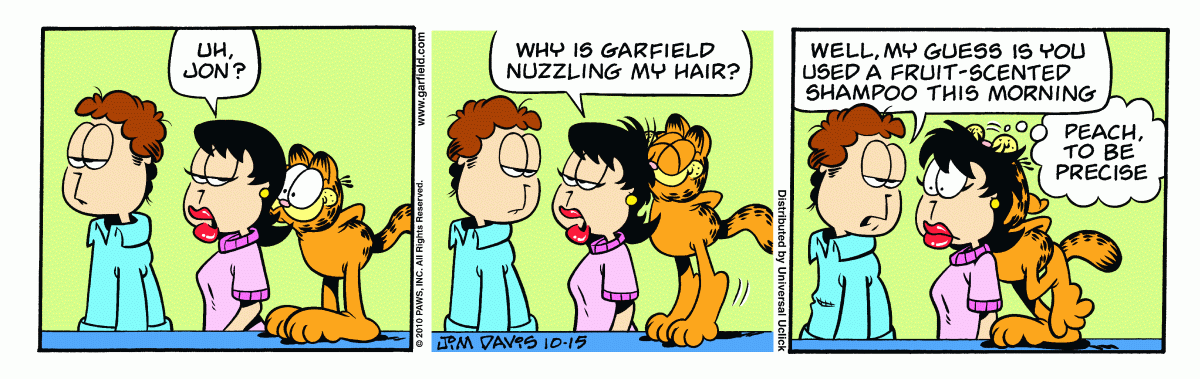 UH,
JON?
www.garfield.com
© 2010 PAWS, INC. All Rights Reserved.
WHY IS GARFIELD
NUZZLING MY HAIR?
JIM DAVIS 10-15
Distributed by Universal Uclick
WELL, MY GUESS IS YOU
USED A FRUIT-SCENTED
SHAMPOO THIS MORNING
PEACH,
TO BE
PRECISE